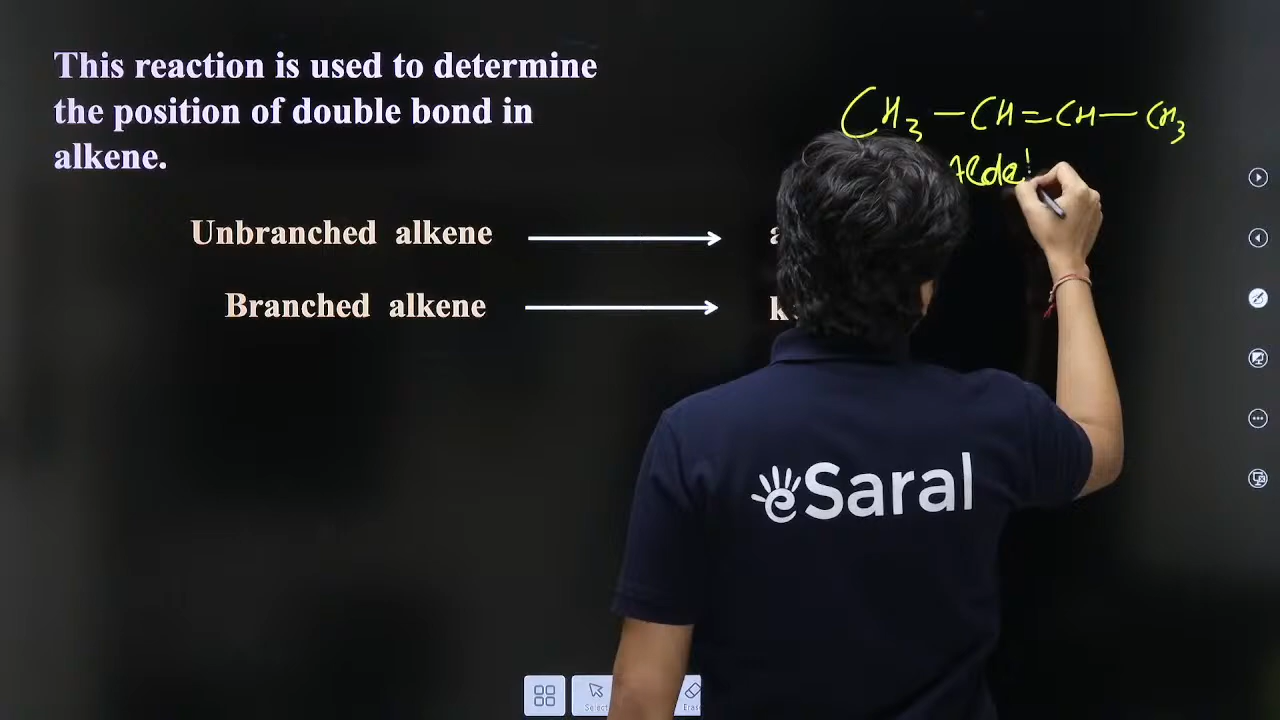 This reaction is used to determine
the position of double bond in
alkene.
CH3 – CH = CH – CH3
Unbranched alkene
Branched alkene
eSaral